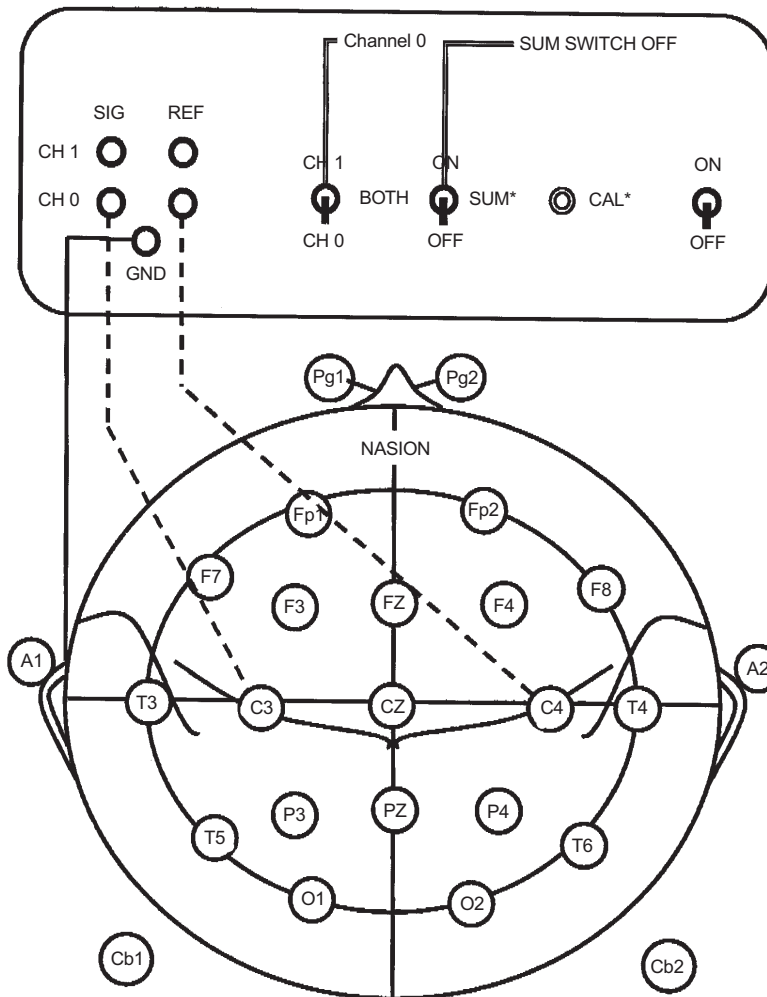 Channel 0 SUM SWITCH OFF
SIG REF
CH 1
CH 1 ON ON
CH 0 BOTH SUM* CAL*
CH 0 OFF OFF
GND
Pg1 Pg2
NASION
Fp1 Fp2
F7 F8
F3 FZ F4
A1 A2
T3 C3 CZ C4 T4
P3 PZ P4
T5 T6
O1 O2
Cb1 Cb2